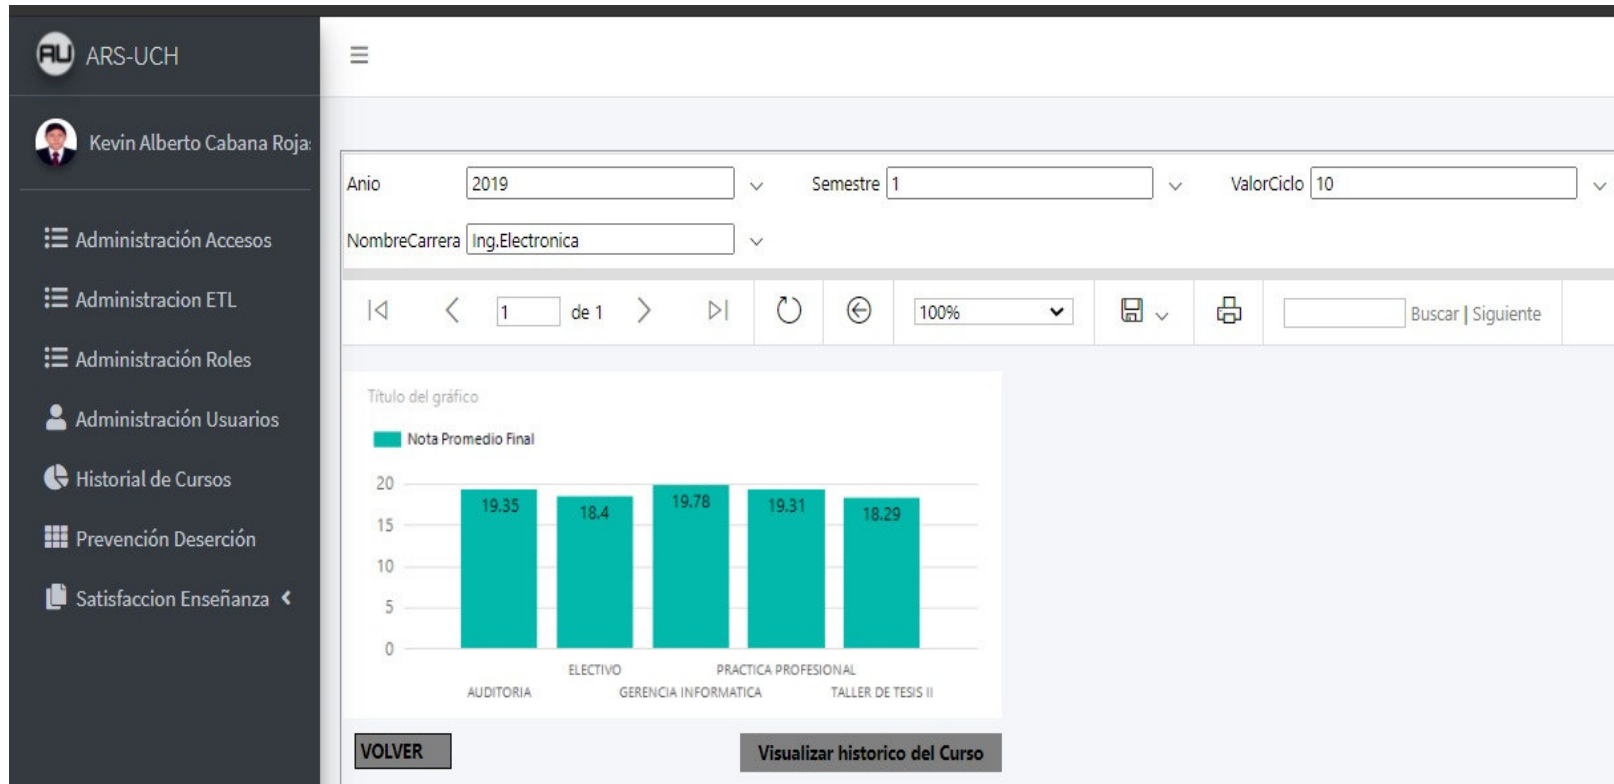 ARS-UCH
Kevin Alberto Cabana Roja
Administración Accesos
Administracion ETL
Administración Roles
Administración Usuarios
Historial de Cursos
Prevención Deserción
Satisfaccion Enseñanza
Anio 2019 Semestre 1 ValorCiclo 10
NombreCarrera Ing.Electronica
1 de 1 100% Buscar | Siguiente
Título del gráfico
Nota Promedio Final
20
15
10
5
0
19.35 18.4 19.78 19.31 18.29
ELECTIVO PRACTICA PROFESIONAL
AUDITORIA GERENCIA INFORMATICA TALLER DE TESIS II
VOLVER Visualizar historico del Curso